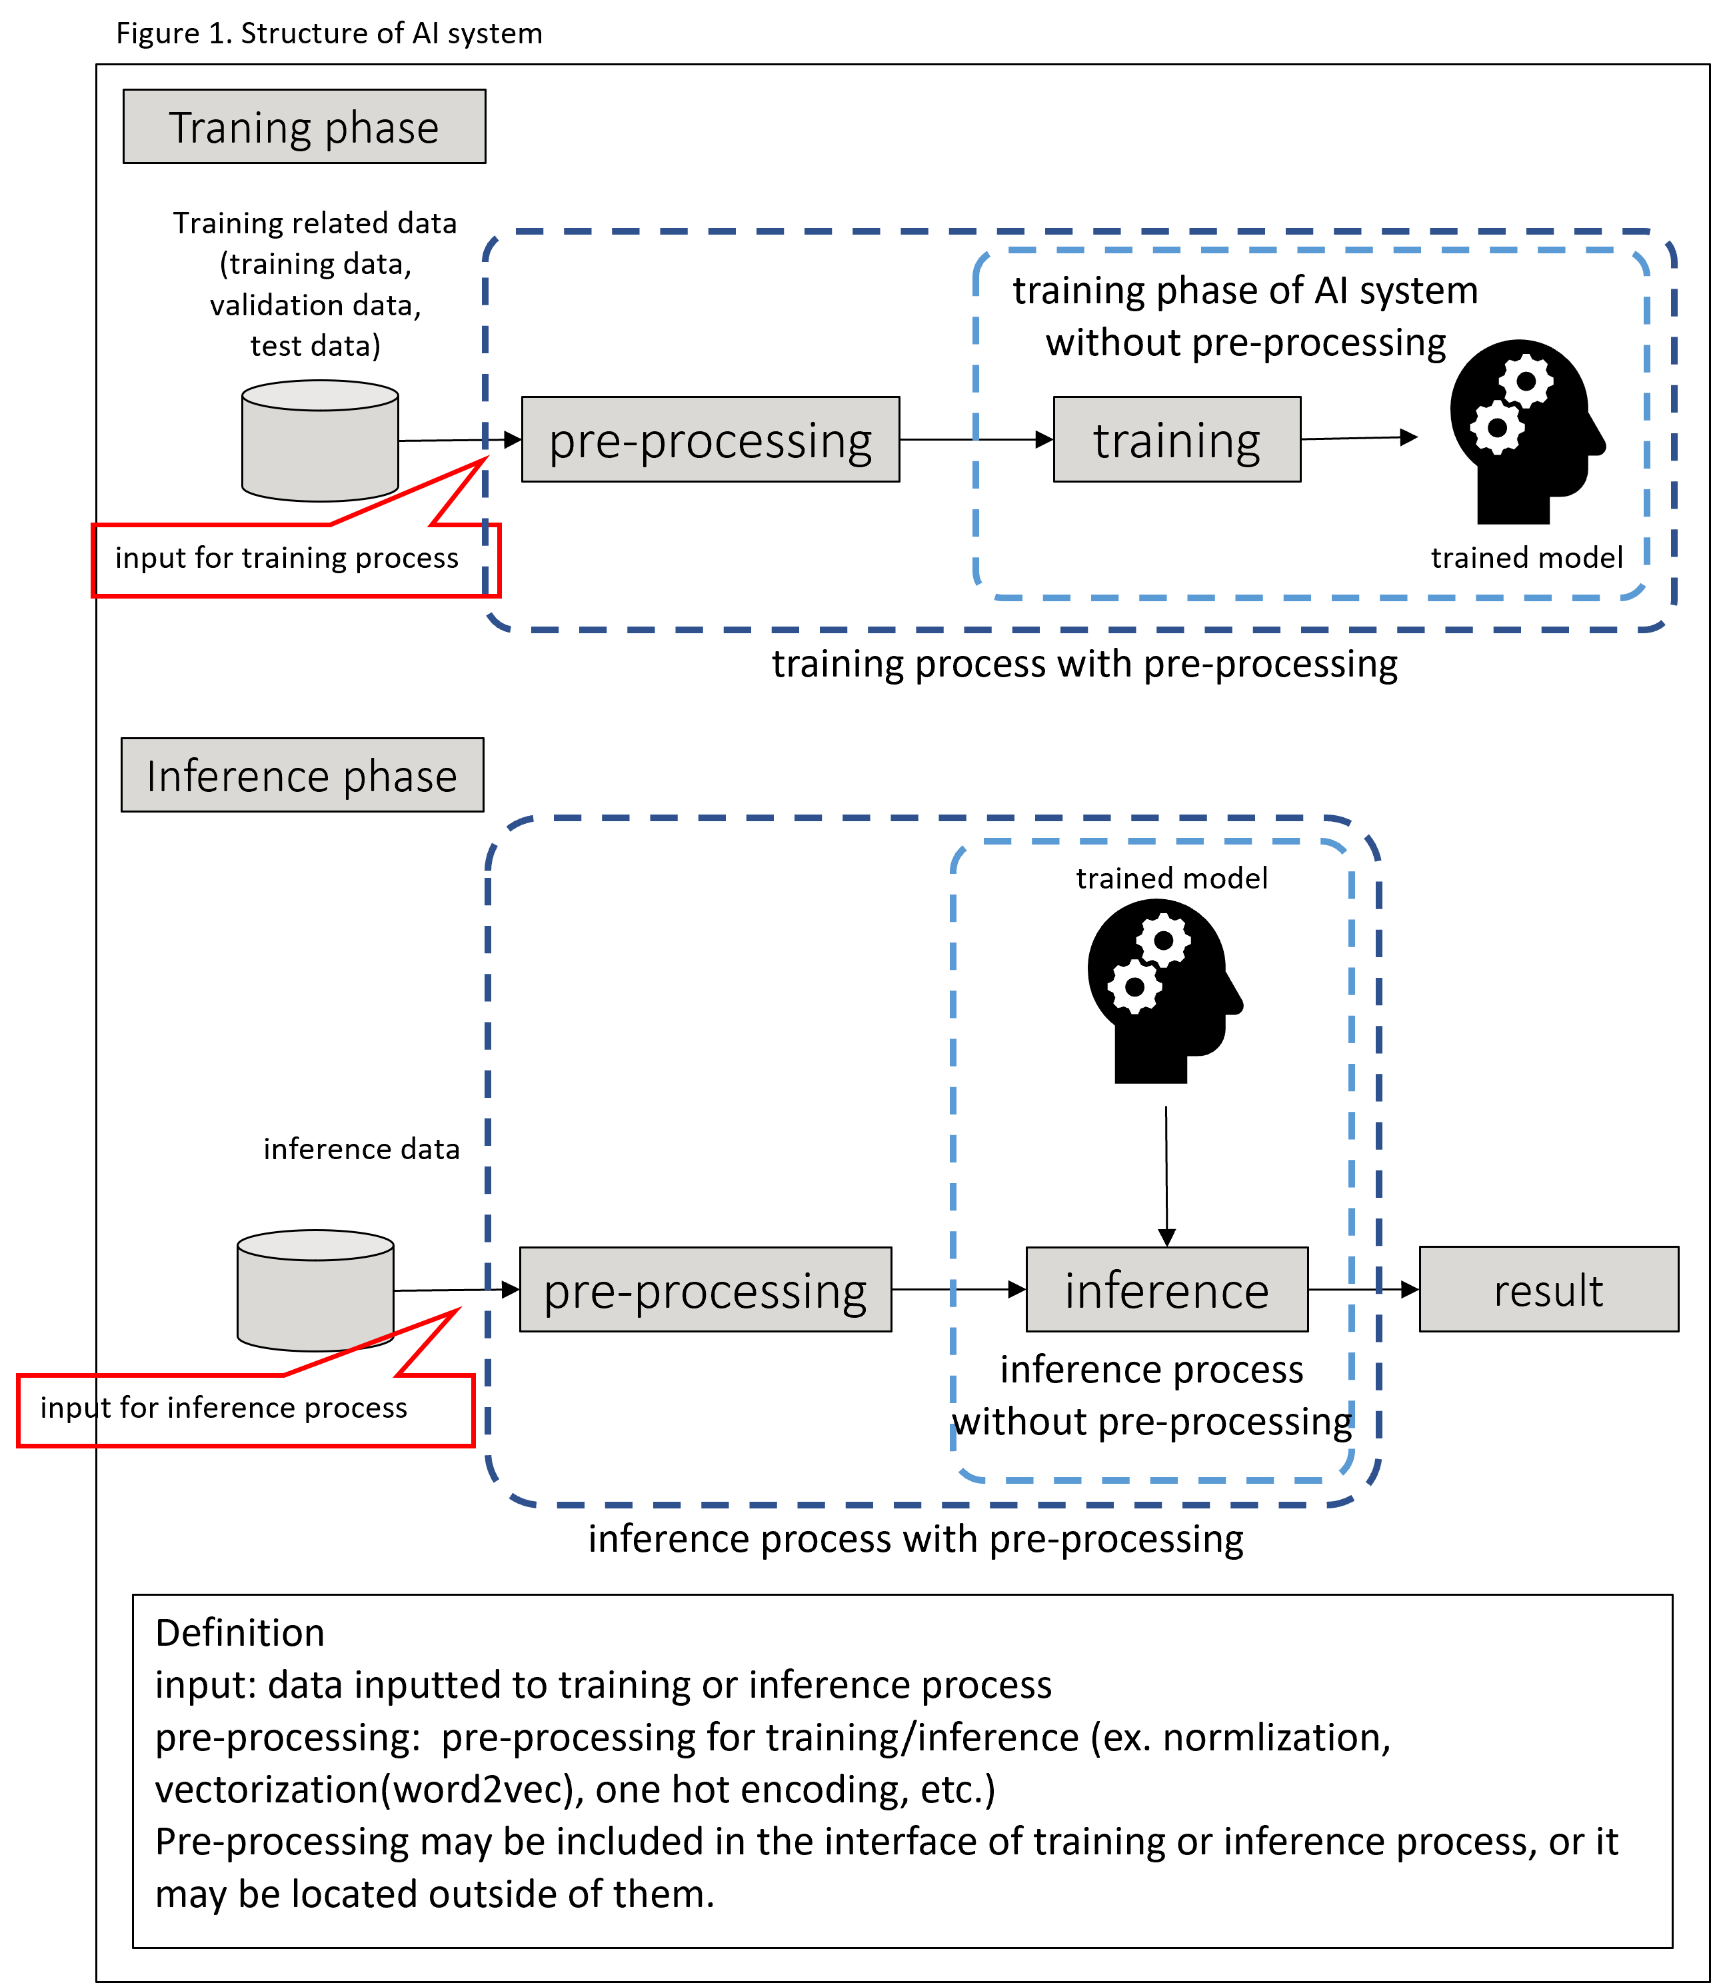 Figure 1. Structure of AI system
Traning phase
Training related data
(training data,
validation data,
test data)
training phase of AI system
without pre-processing
pre-processing
training
input for training process
trained model
training process with pre-processing
Inference phase
trained model
inference data
pre-processing
inference
result
inference process
without pre-processing
input for inference process
inference process with pre-processing
Definition
input: data inputted to training or inference process
pre-processing:  pre-processing for training/inference (ex. normlization,
vectorization(word2vec), one hot encoding, etc.)
Pre-processing may be included in the interface of training or inference process, or it
may be located outside of them.